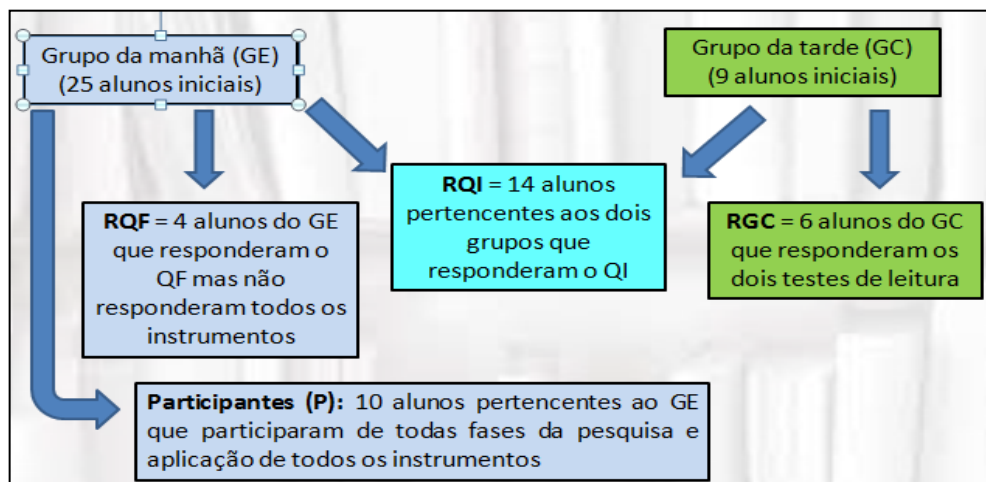 Grupo da manhã (GE)
(25 alunos iniciais)
Grupo da tarde (GC)
(9 alunos iniciais)
RQF = 4 alunos do GE
que responderam o
QF mas não
responderam todos os
instrumentos
RQI = 14 alunos
pertencentes aos dois
grupos que
responderam o QI
RGC = 6 alunos do GC
que responderam os
dois testes de leitura
Participantes (P): 10 alunos pertencentes ao GE
que participaram de todas fases da pesquisa e
aplicação de todos os instrumentos